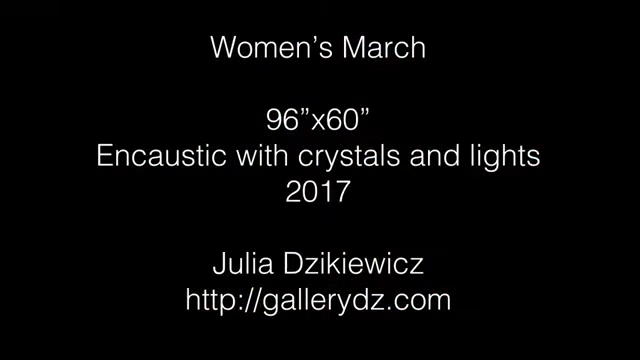 Women’s March
96”x60”
Encaustic with crystals and lights
2017
Julia Dzikiewicz
http://gallerydz.com